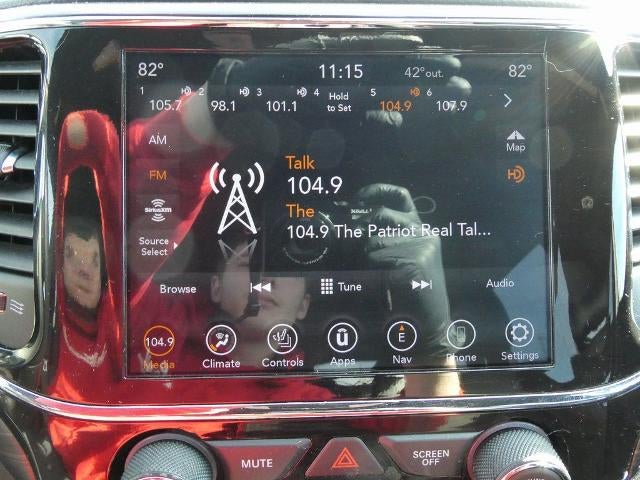 82° 11:15 42°out. 82°
1 2 3 4 Hold to Set 5 6
105.7 98.1 101.1 104.9 107.9
AM
Map
Talk
FM
104.9
SiriusXM
The
Source
Select
104.9 The Patriot Real Tal...
Browse Tune Audio
104.9 E
Media Climate Controls Apps Nav Phone Settings
MUTE SCREEN
OFF